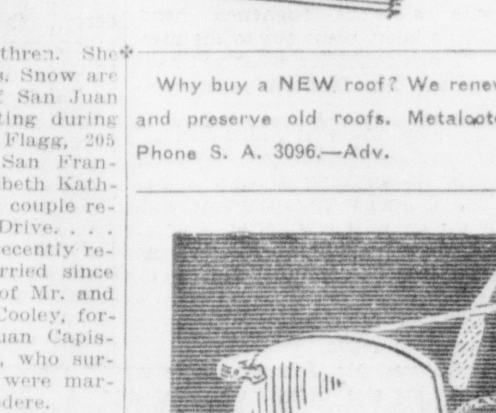 thren. She
s. Snow are
f San Juan
ting during
Flagg, 205
San Fran-
beth Kath-
couple re-
Drive. . . .
ecently re-
rried since
of Mr. and
Cooley, for-
uan Capis-
, who sur-
were mar-
dere.
Why buy a NEW roof? We renew
and preserve old roofs. Metalcote
Phone S. A. 3096.—Adv.